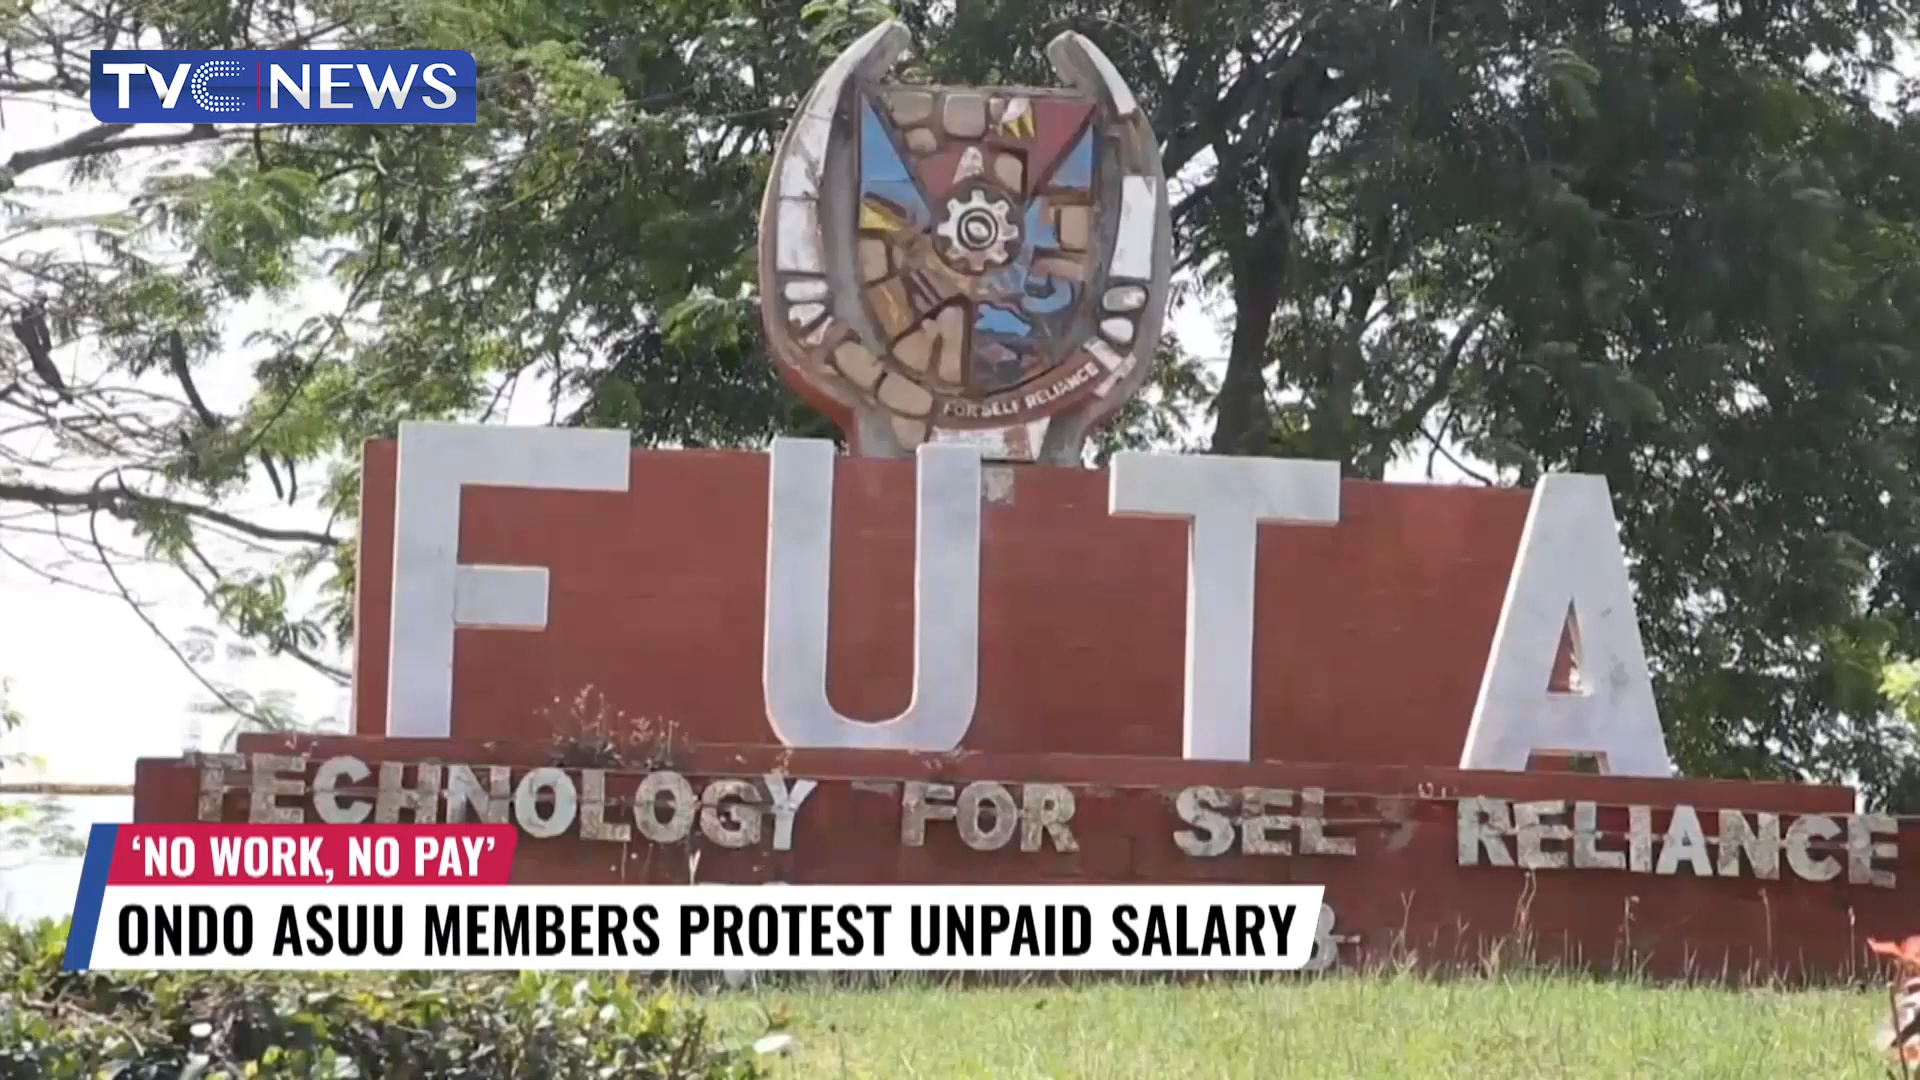 TVC NEWS
FOR SELF RELIANCE
FUTA
TECHNOLOGY FOR SEL RELIANCE
‘NO WORK, NO PAY’
ONDO ASUU MEMBERS PROTEST UNPAID SALARY
&